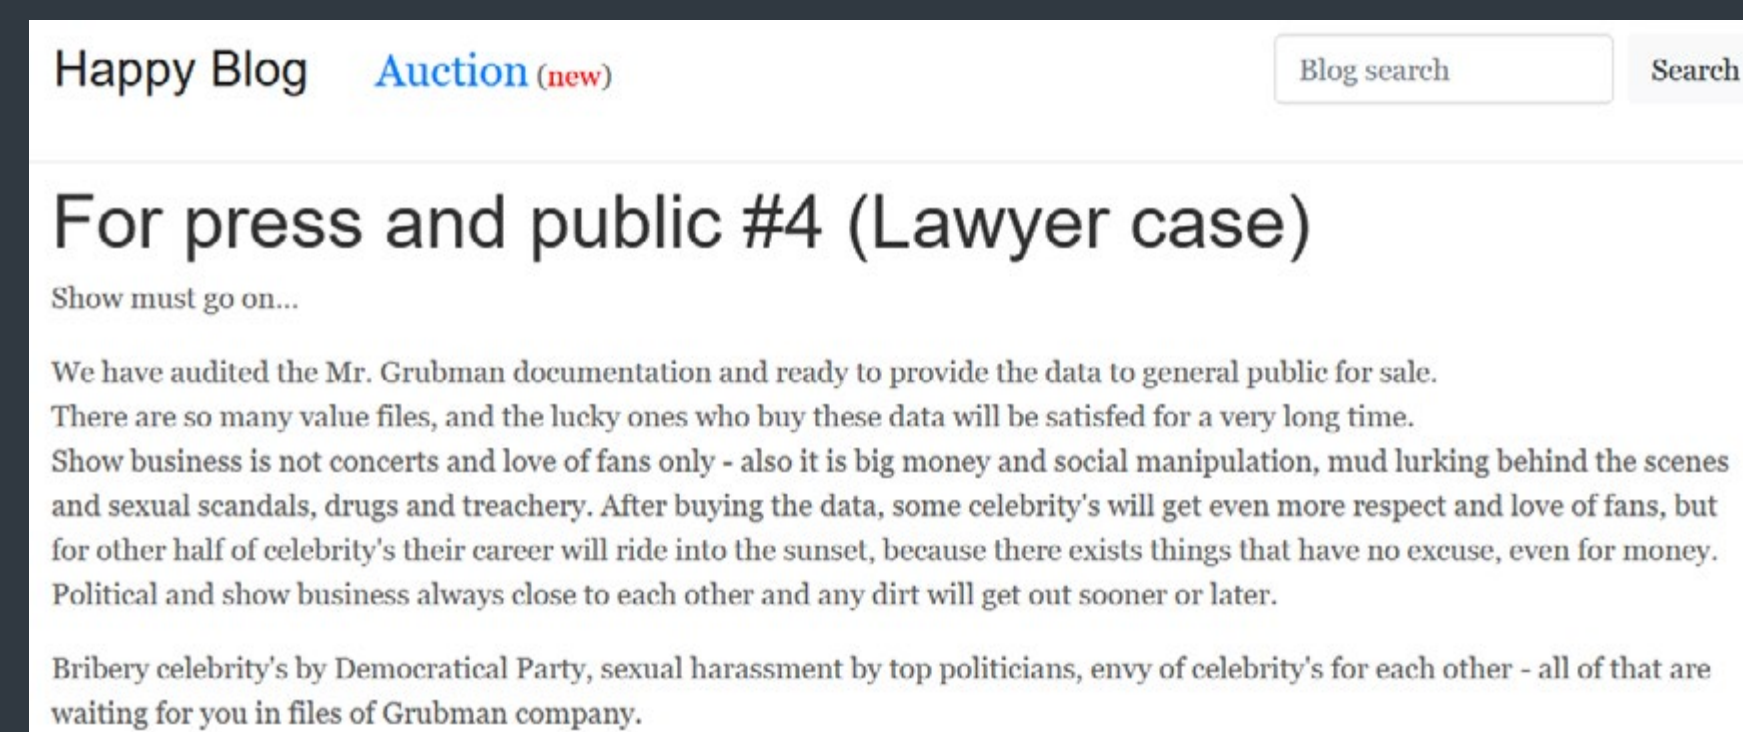 Happy Blog Auction (new) Blog search Search
For press and public #4 (Lawyer case)
Show must go on...
We have audited the Mr. Grubman documentation and ready to provide the data to general public for sale.
There are so many value files, and the lucky ones who buy these data will be satisfed for a very long time.
Show business is not concerts and love of fans only - also it is big money and social manipulation, mud lurking behind the scenes
and sexual scandals, drugs and treachery. After buying the data, some celebrity's will get even more respect and love of fans, but
for other half of celebrity's their career will ride into the sunset, because there exists things that have no excuse, even for money.
Political and show business always close to each other and any dirt will get out sooner or later.
Bribery celebrity's by Democratical Party, sexual harassment by top politicians, envy of celebrity's for each other - all of that are
waiting for you in files of Grubman company.